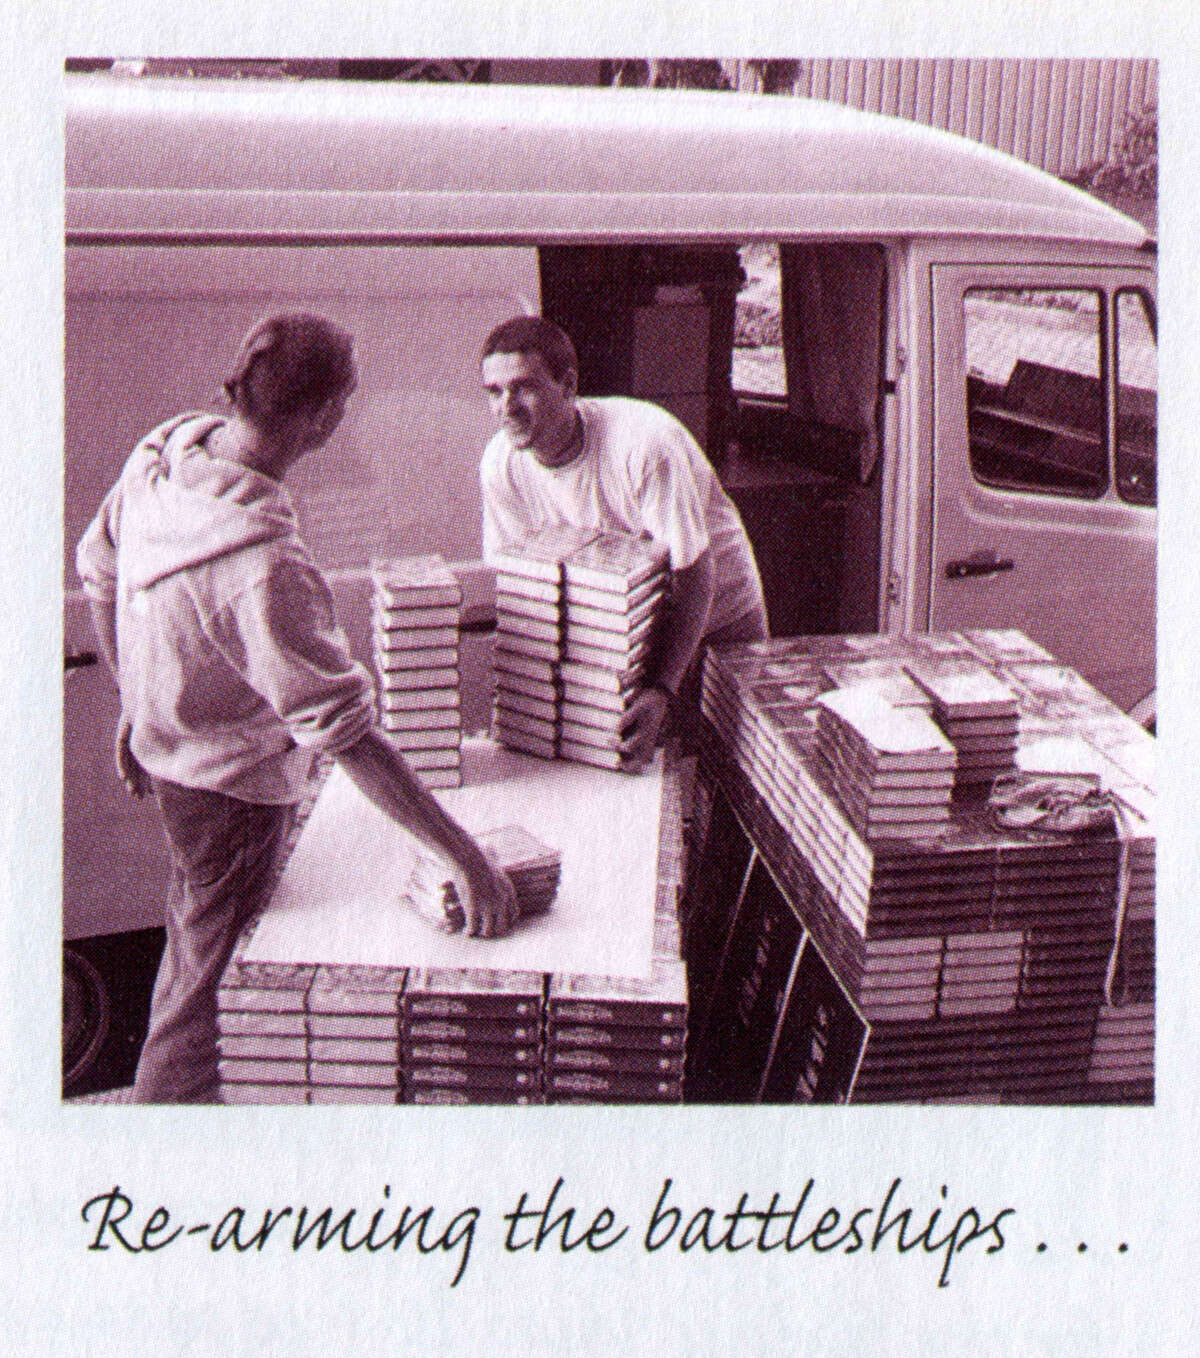 Re-arming the battleships . . .